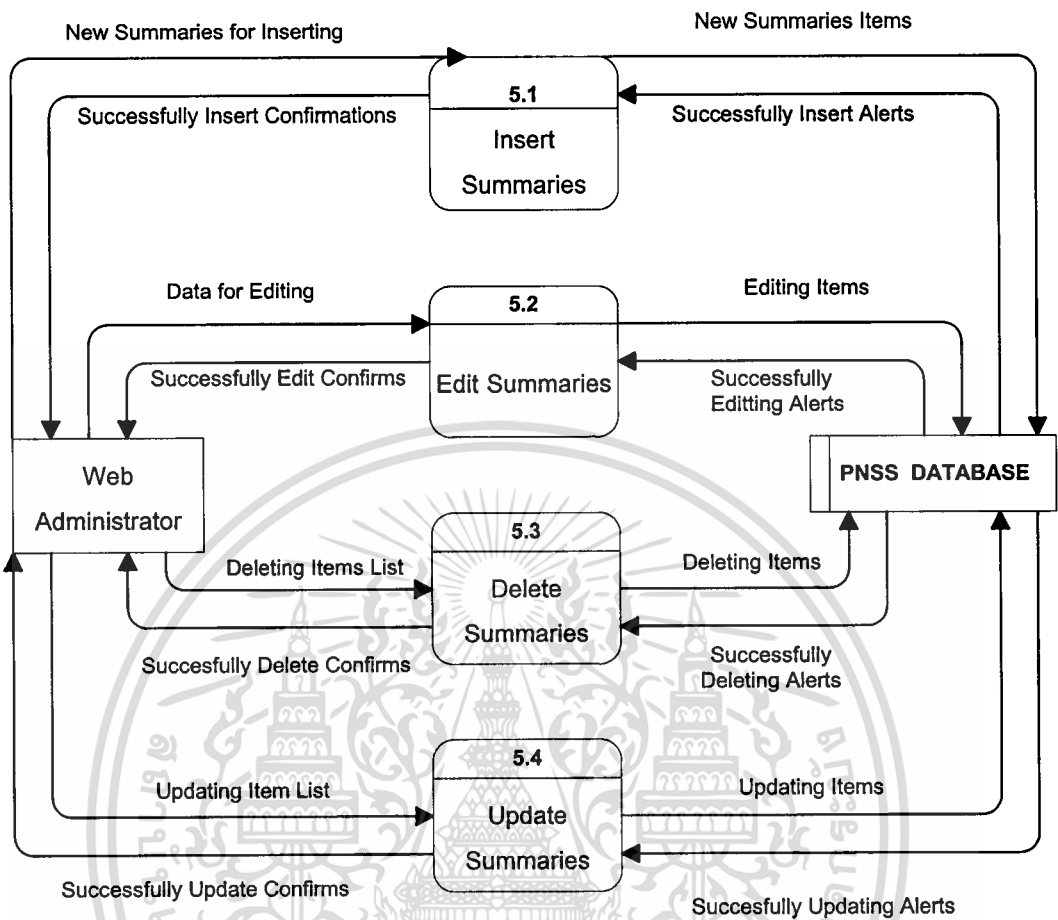 New Summaries for Inserting
New Summaries Items
5.1
Successfully Insert Confirmations
Successfully Insert Alerts
Insert
Summaries
Data for Editing
5.2
Editing Items
Successfully Edit Confirms
Edit Summaries
Successfully
Editting Alerts
Web
Administrator
PNSS DATABASE
5.3
Deleting Items List
Deleting Items
Delete
Summaries
Succesfully Delete Confirms
Successfully
Deleting Alerts
5.4
Updating Item List
Updating Items
Update
Summaries
Successfully Update Confirms
Succesfully Updating Alerts